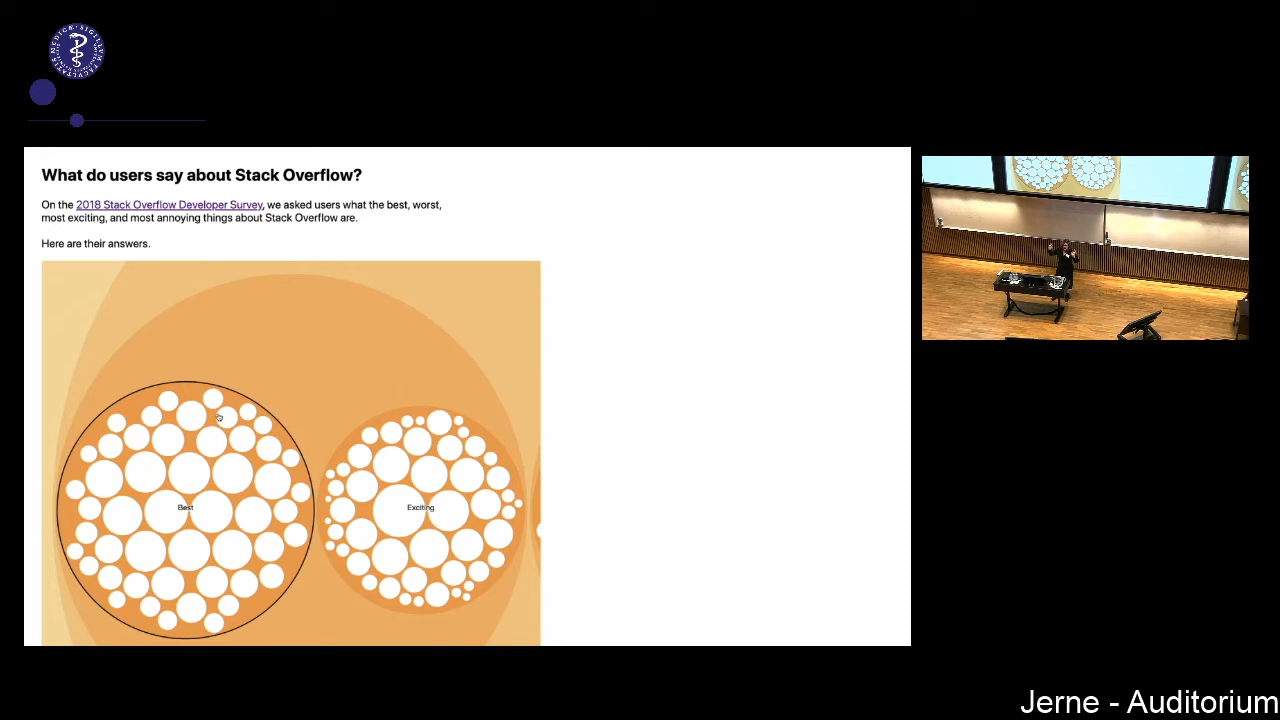 What do users say about Stack Overflow?
On the 2018 Stack Overflow Developer Survey, we asked users what the best, worst,
most exciting, and most annoying things about Stack Overflow are.
Here are their answers.
Best
Exciting
Jerne - Auditorium